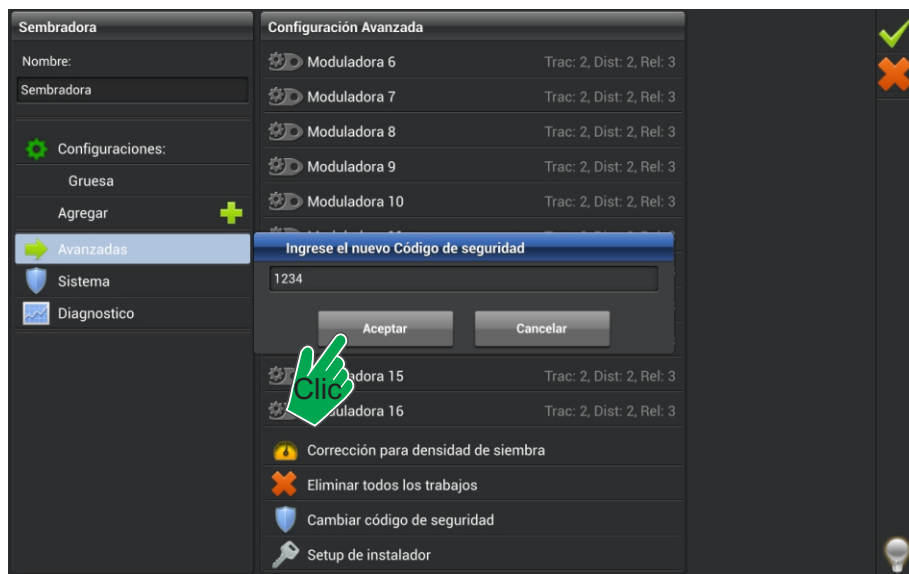 Sembradora
Nombre:
Sembradora
Configuraciones:
Gruesa
Agregar
Avanzadas
Sistema
Diagnostico
Configuración Avanzada
Moduladora 6 Trac: 2, Dist: 2, Rel: 3
Moduladora 7 Trac: 2, Dist: 2, Rel: 3
Moduladora 8 Trac: 2, Dist: 2, Rel: 3
Moduladora 9 Trac: 2, Dist: 2, Rel: 3
Moduladora 10 Trac: 2, Dist: 2, Rel: 3
Ingrese el nuevo Código de seguridad
1234
Aceptar Cancelar
Clic
adora 15 Trac: 2, Dist: 2, Rel: 3
uladora 16 Trac: 2, Dist: 2, Rel: 3
Corrección para densidad de siembra
Eliminar todos los trabajos
Cambiar código de seguridad
Setup de instalador